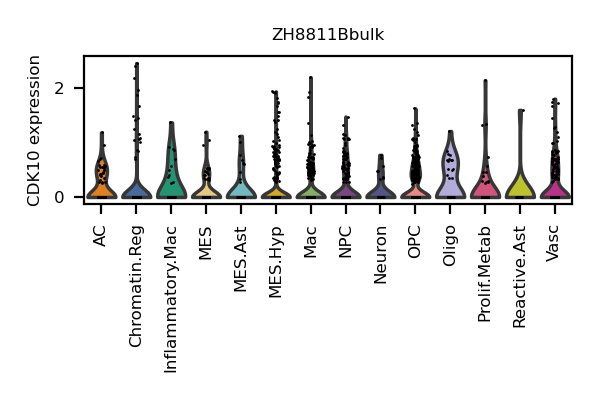 ZH8811Bbulk
CDK10 expression
2
0
AC
Chromatin.Reg
Inflammatory.Mac
MES
MES.Ast
MES.Hyp
Mac
NPC
Neuron
OPC
Oligo
Prolif.Metab
Reactive.Ast
Vasc